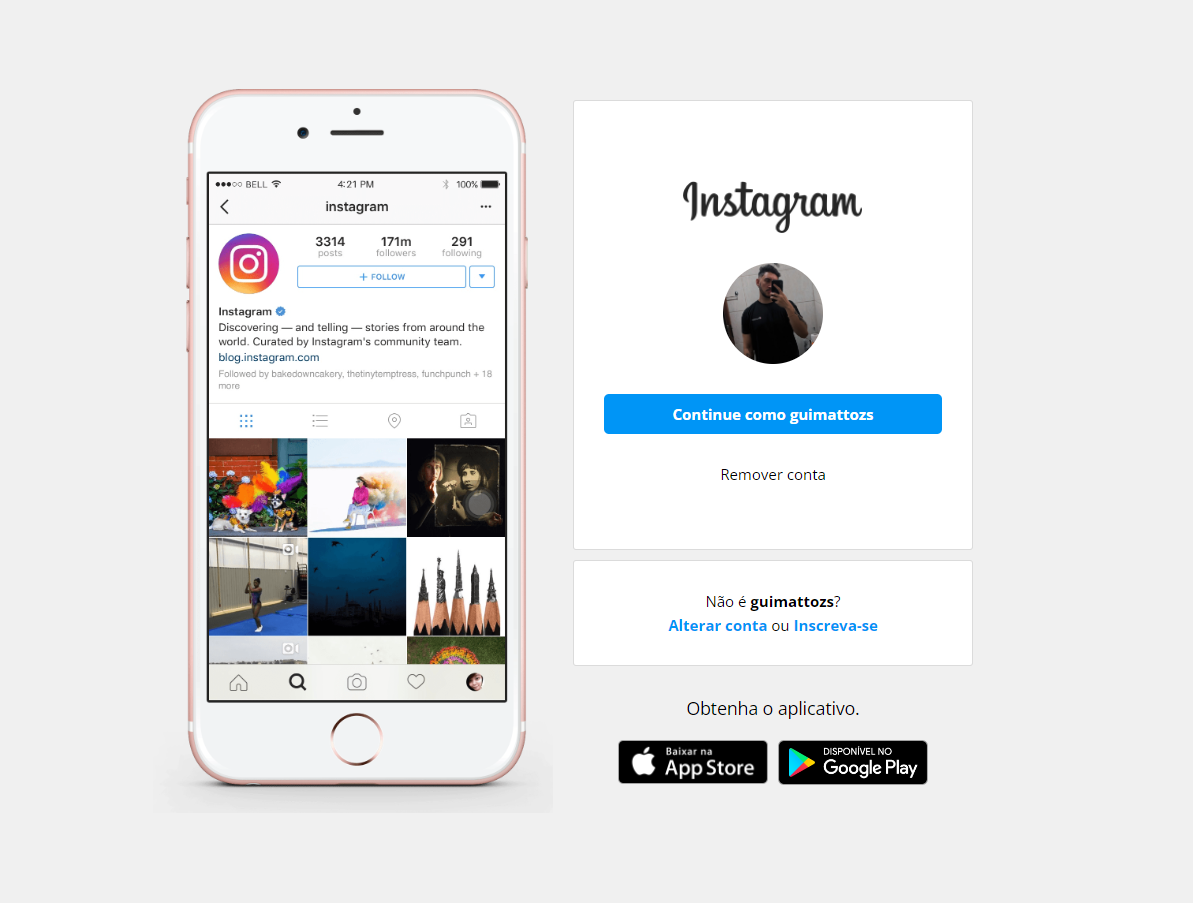 BELL
4:21 PM
100%
instagram
3314
171m
291
posts
followers
following
+ FOLLOW
Instagram
Discovering — and telling — stories from around the
world. Curated by Instagram's community team.
blog.instagram.com
Followed by bakedowncakery, thetinytemptress, funchpunch + 18
more
Instagram
Continue como guimattozs
Remover conta
Não é guimattozs?
Alterar conta ou Inscreva-se
Obtenha o aplicativo.
Baixar na
App Store
DISPONÍVEL NO
Google Play